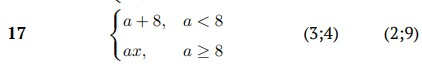 17 { a + 8, a < 8 (3;4) (2;9)
ax, a ≥ 8